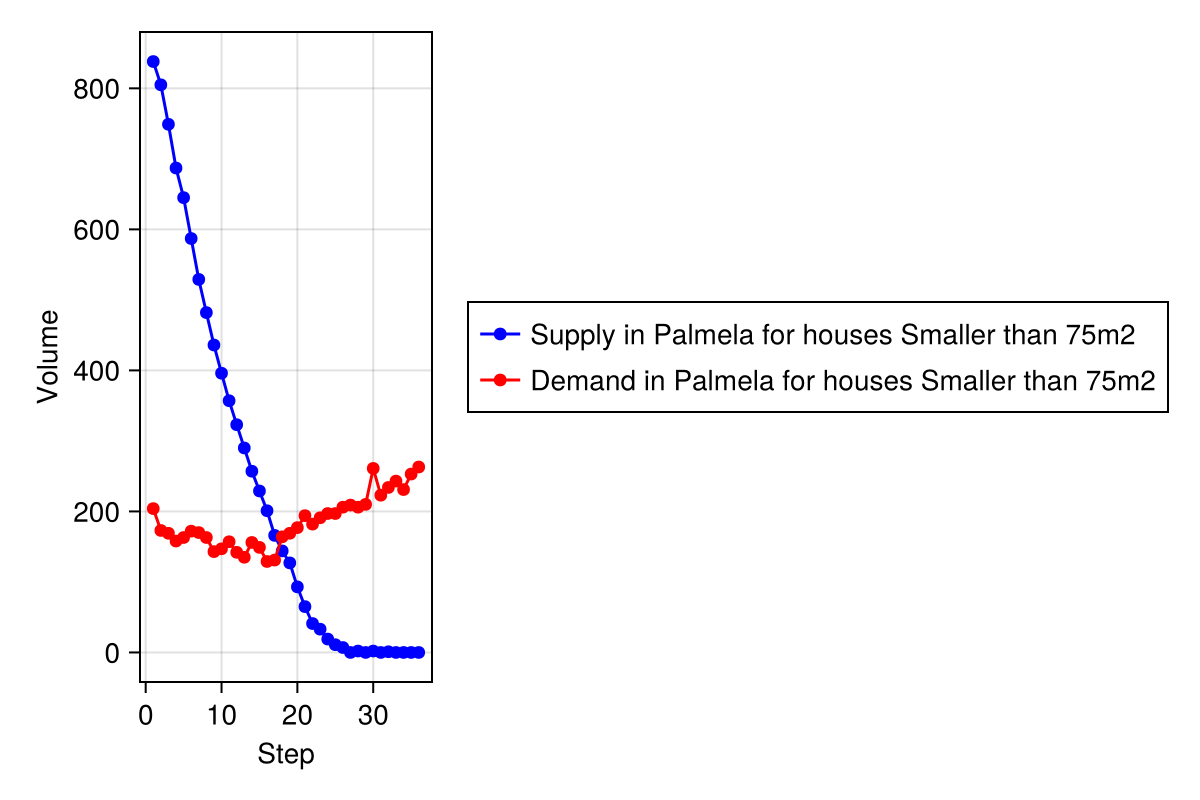 800
600
400
200
0
Volume
0 10 20 30
Step
Supply in Palmela for houses Smaller than 75m2
Demand in Palmela for houses Smaller than 75m2